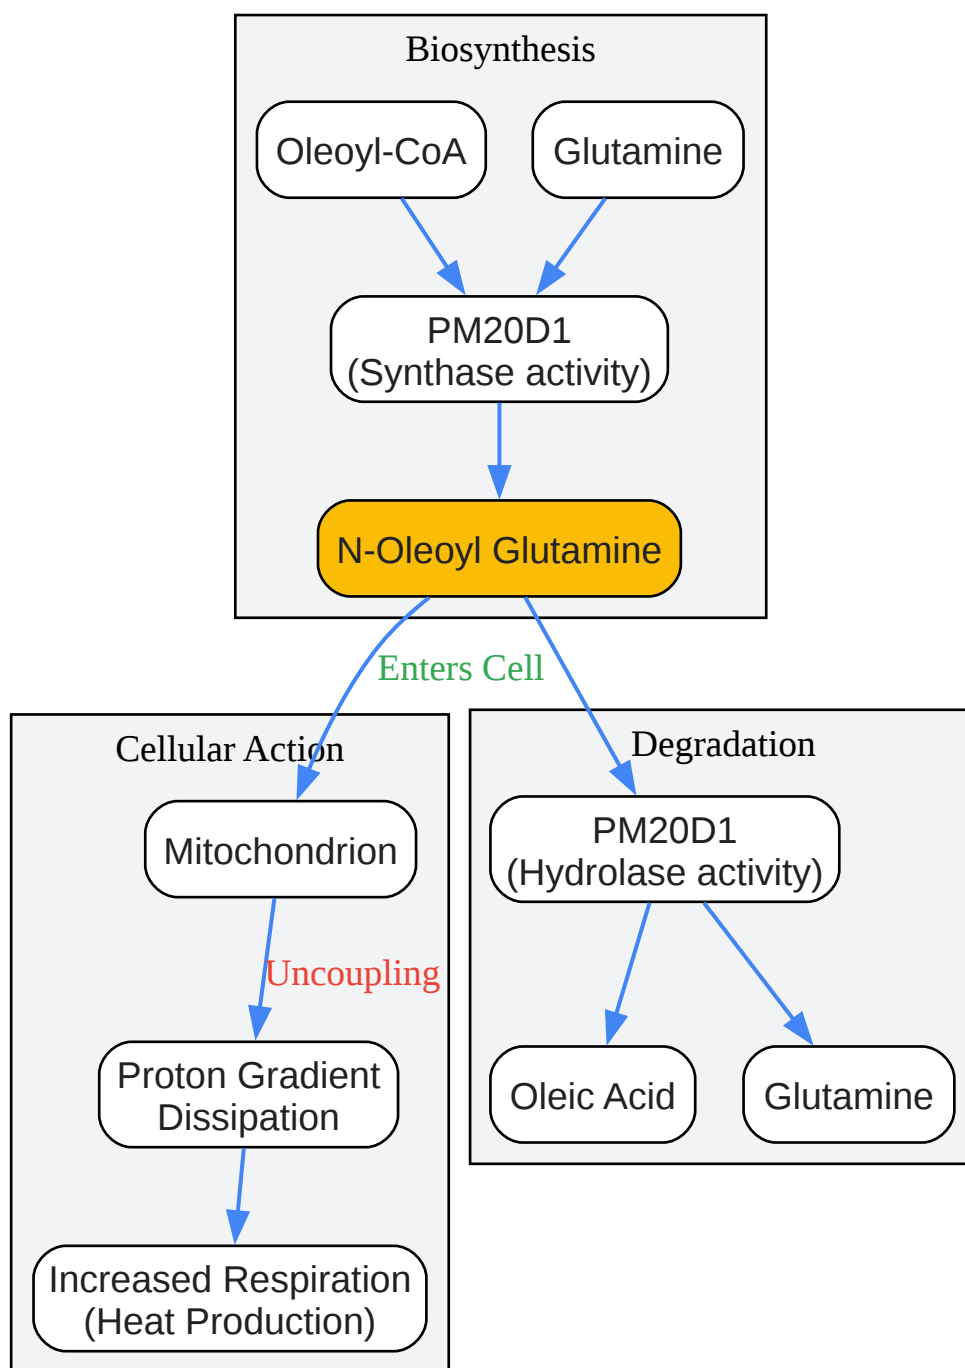 Biosynthesis
Oleoyl-CoA
Glutamine
PM20D1
(Synthase activity)
N-Oleoyl Glutamine
Enters Cell
Cellular Action
Mitochondrion
Uncoupling
Proton Gradient
Dissipation
Increased Respiration
(Heat Production)
Degradation
PM20D1
(Hydrolase activity)
Oleic Acid
Glutamine